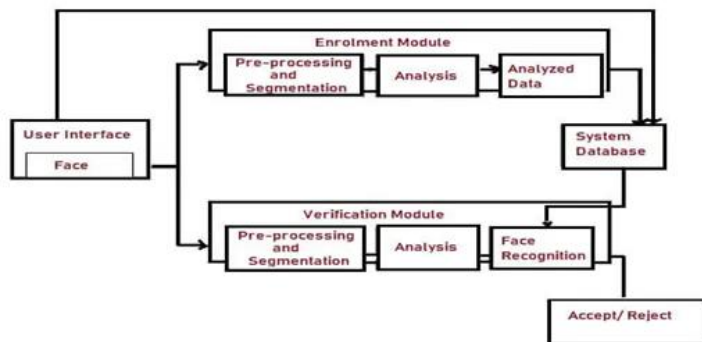 Enrolment Module
Pre-processing
and
Segmentation
Analysis
Analyzed
Data
User Interface
Face
System
Database
Verification Module
Pre-processing
and
Segmentation
Analysis
Face
Recognition
Accept/ Reject